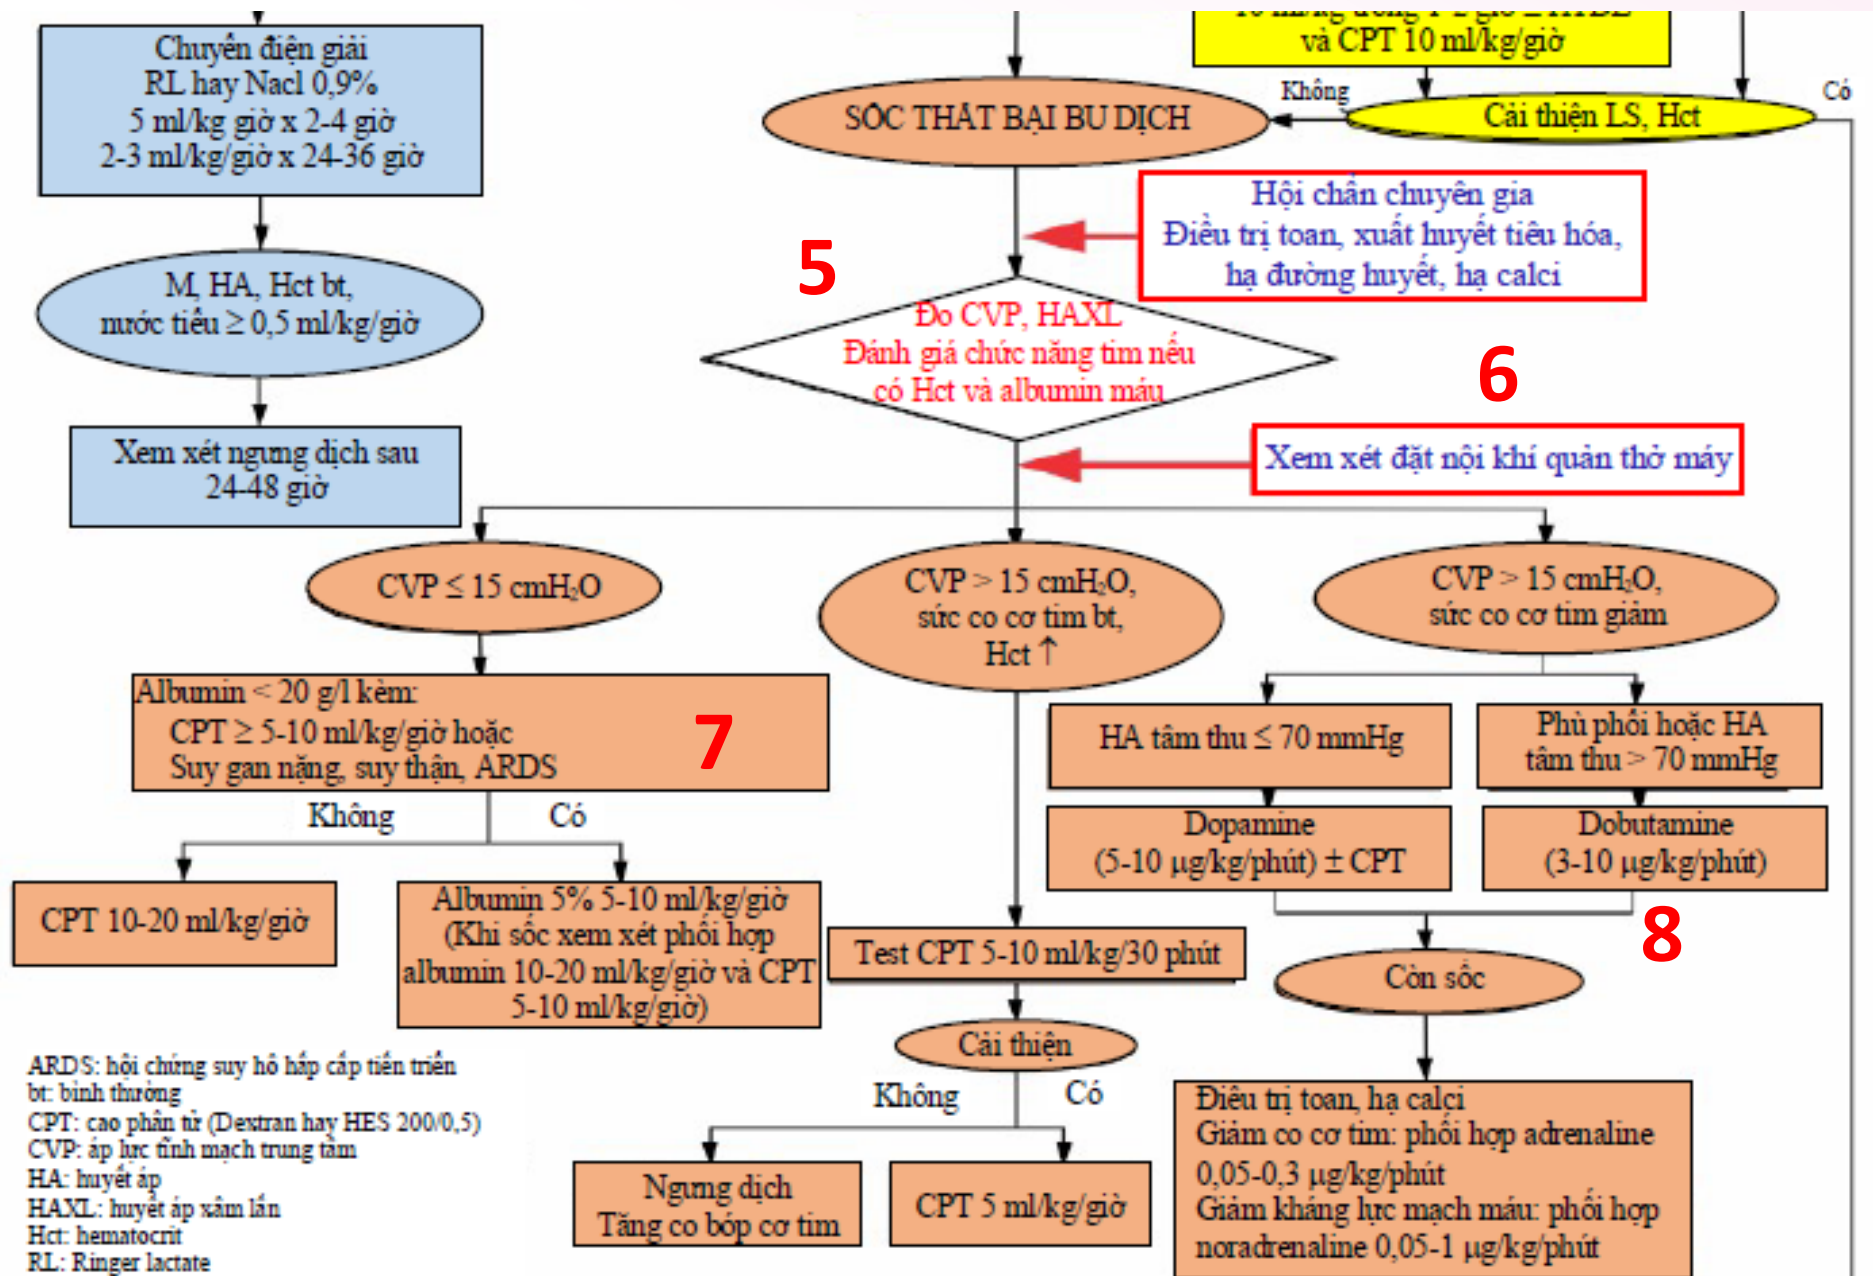 Chuyển điện giải
RL hay Nacl 0,9%
5 ml/kg giờ x 2-4 giờ
2-3 ml/kg/giờ x 24-36 giờ
M, HA, Hct bt,
nước tiểu ≥ 0,5 ml/kg/giờ
Xem xét ngưng dịch sau
24-48 giờ
và CPT 10 ml/kg/giờ
Không
Có
Cải thiện LS, Hct
SỐC THẤT BẠI BÙ DỊCH
Hội chẩn chuyên gia
Điều trị toan, xuất huyết tiêu hóa,
hạ đường huyết, hạ calci
5
Đo CVP, HAXL
Đánh giá chức năng tim nếu
có Hct và albumin máu
6
Xem xét đặt nội khí quản thở máy
CVP ≤ 15 cmH₂O
CVP > 15 cmH₂O,
sức co cơ tim bt,
Hct ↑
CVP > 15 cmH₂O,
sức co cơ tim giảm
Albumin < 20 g/l kèm:
CPT ≥ 5-10 ml/kg/giờ hoặc
Suy gan nặng, suy thận, ARDS
7
Không
Có
CPT 10-20 ml/kg/giờ
Albumin 5% 5-10 ml/kg/giờ
(Khi sốc xem xét phối hợp
albumin 10-20 ml/kg/giờ và CPT
5-10 ml/kg/giờ)
HA tâm thu ≤ 70 mmHg
Phù phổi hoặc HA
tâm thu > 70 mmHg
Dopamine
(5-10 μg/kg/phút) ± CPT
Dobutamine
(3-10 μg/kg/phút)
8
Test CPT 5-10 ml/kg/30 phút
Còn sốc
Cải thiện
Không
Có
Ngưng dịch
Tăng co bóp cơ tim
CPT 5 ml/kg/giờ
Điều trị toan, hạ calci
Giảm co cơ tim: phối hợp adrenaline
0,05-0,3 μg/kg/phút
Giảm kháng lực mạch máu: phối hợp
noradrenaline 0,05-1 μg/kg/phút
ARDS: hội chứng suy hô hấp cấp tiến triển
bt: bình thường
CPT: cao phân tử (Dextran hay HES 200/0,5)
CVP: áp lực tĩnh mạch trung tâm
HA: huyết áp
HAXL: huyết áp xâm lấn
Hct: hematocrit
RL: Ringer lactate